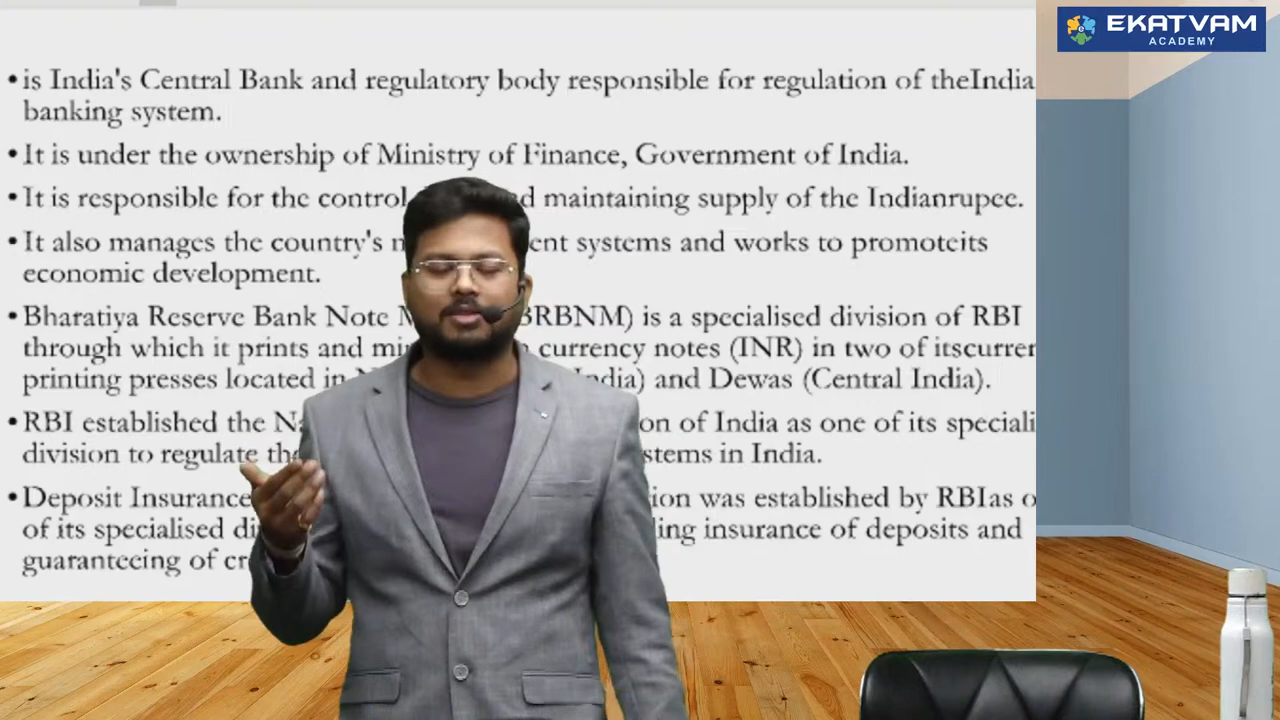 EKATVAM
ACADEMY
• is India's Central Bank and regulatory body responsible for regulation of theIndia
banking system.
• It is under the ownership of Ministry of Finance, Government of India.
• It is responsible for the control maintaining supply of the Indianrupee.
• It also manages the country's systems and works to promoteits
economic development.
• Bharatiya Reserve Bank Note BRBNM) is a specialised division of RBI
through which it prints and currency notes (INR) in two of itscurren
printing presses located in India) and Dewas (Central India).
• RBI established the of India as one of its speciali
division to regulate the in India.
• Deposit Insurance was established by RBIas o
of its specialised insurance of deposits and
guaranteeing of